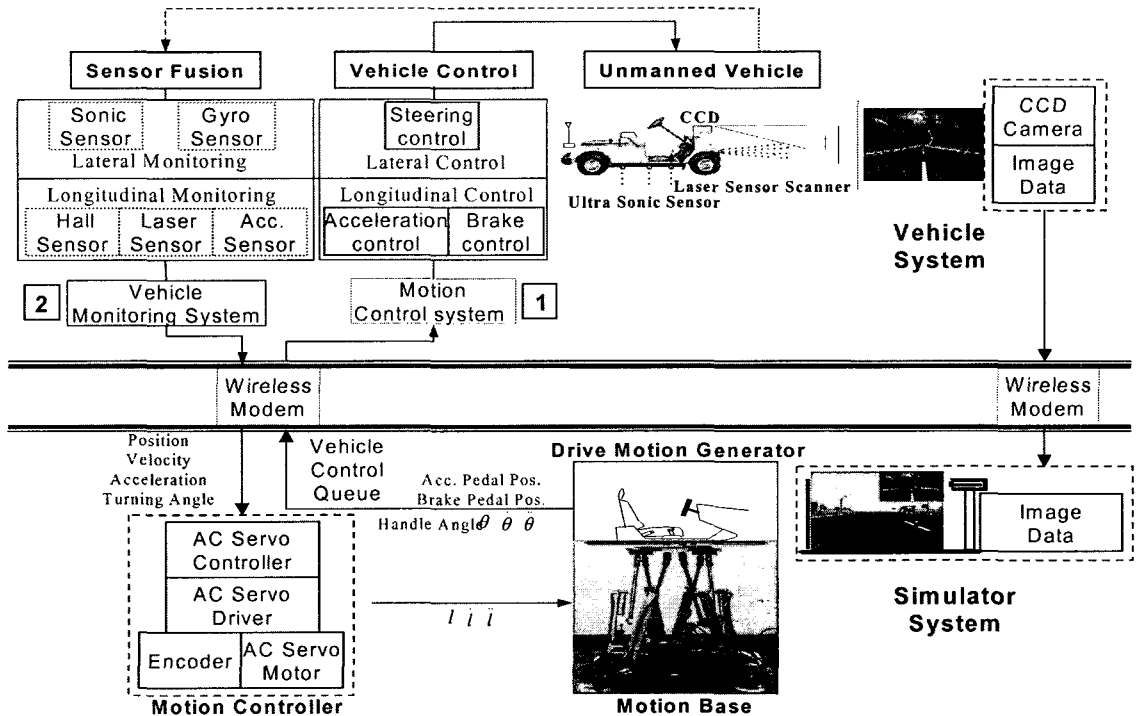 Sensor Fusion
Vehicle Control
Unmanned Vehicle
Sonic
Sensor
Gyro
Sensor
Lateral Monitoring
Longitudinal Monitoring
Hall
Sensor
Laser
Sensor
Acc.
Sensor
Steering
control
Lateral Control
Longitudinal Control
Acceleration
control
Brake
control
CCD
Laser Sensor Scanner
Ultra Sonic Sensor
CCD
Camera
Image
Data
Vehicle
System
2
Vehicle
Monitoring System
Motion
Control system
1
Wireless
Modem
Wireless
Modem
Position
Velocity
Acceleration
Turning Angle
Vehicle
Control
Queue
Acc. Pedal Pos.
Brake Pedal Pos.
Handle Angle θ θ̇ θ̈
Drive Motion Generator
AC Servo
Controller
AC Servo
Driver
Encoder
AC Servo
Motor
Motion Controller
l l̇ l̈
Motion Base
Image
Data
Simulator
System